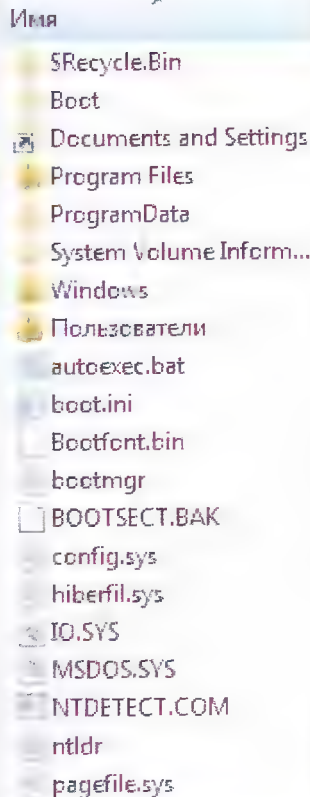 Имя
$Recycle.Bin
Boot
Documents and Settings
Program Files
ProgramData
System Volume Inform...
Windows
Пользователи
autoexec.bat
boot.ini
Bootfont.bin
bootmgr
BOOTSECT.BAK
config.sys
hiberfil.sys
IO.SYS
MSDOS.SYS
NTDETECT.COM
ntldr
pagefile.sys